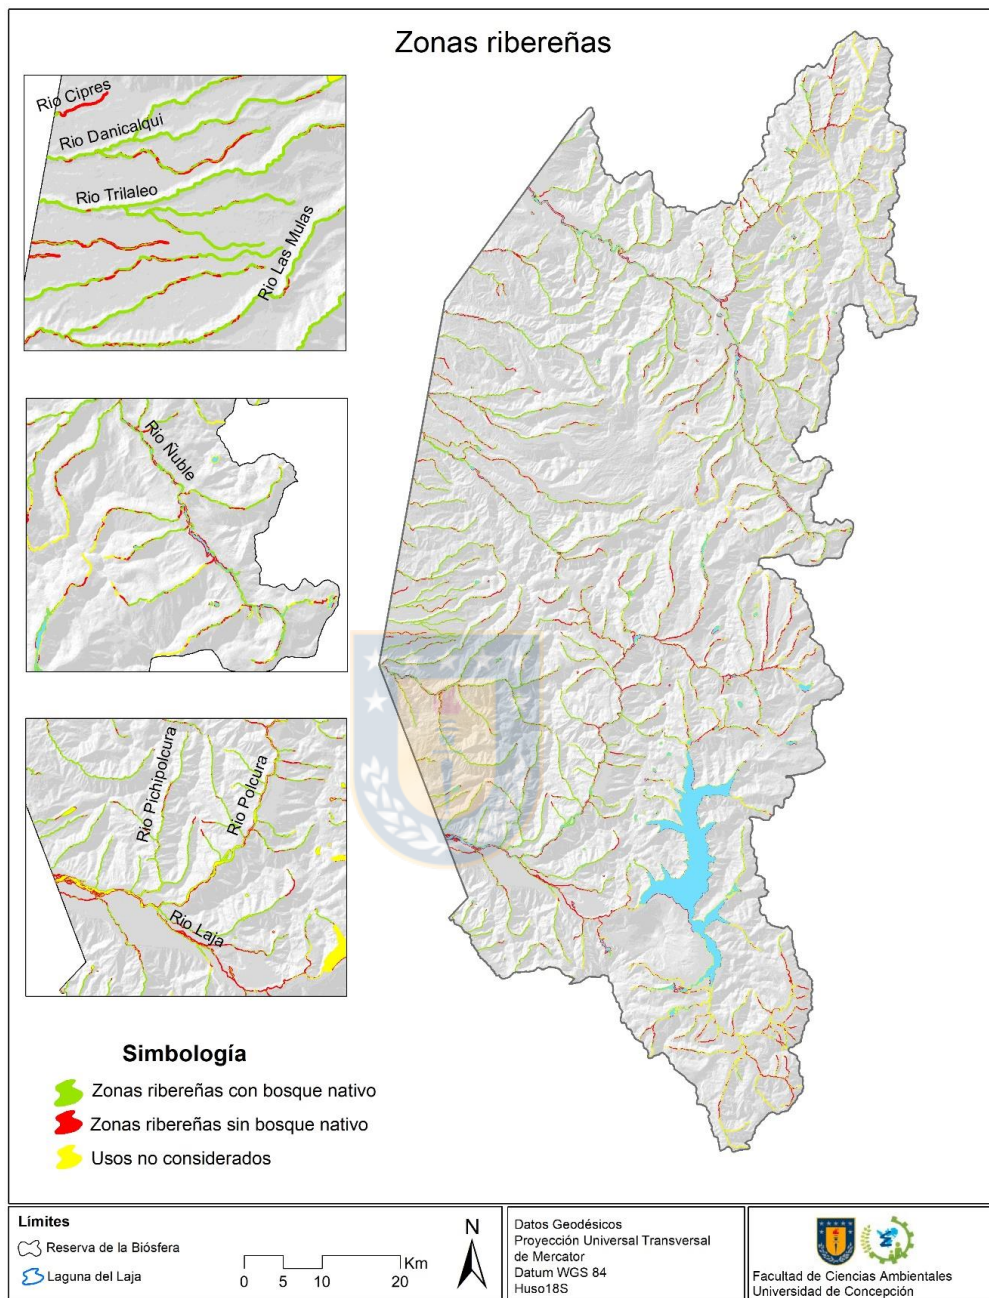 Zonas ribereñas
Rio Cipres
Rio Danicalqui
Rio Trilaleo
Rio Las Mulas
Rio Ñuble
Rio Pichipolcura
Rio Polcura
Rio Laja
Simbología
Zonas ribereñas con bosque nativo
Zonas ribereñas sin bosque nativo
Usos no considerados
Límites
Reserva de la Biósfera
Laguna del Laja
0 5 10 20 Km
N
Datos Geodésicos
Proyección Universal Transversal
de Mercator
Datum WGS 84
Huso18S
Facultad de Ciencias Ambientales
Universidad de Concepción